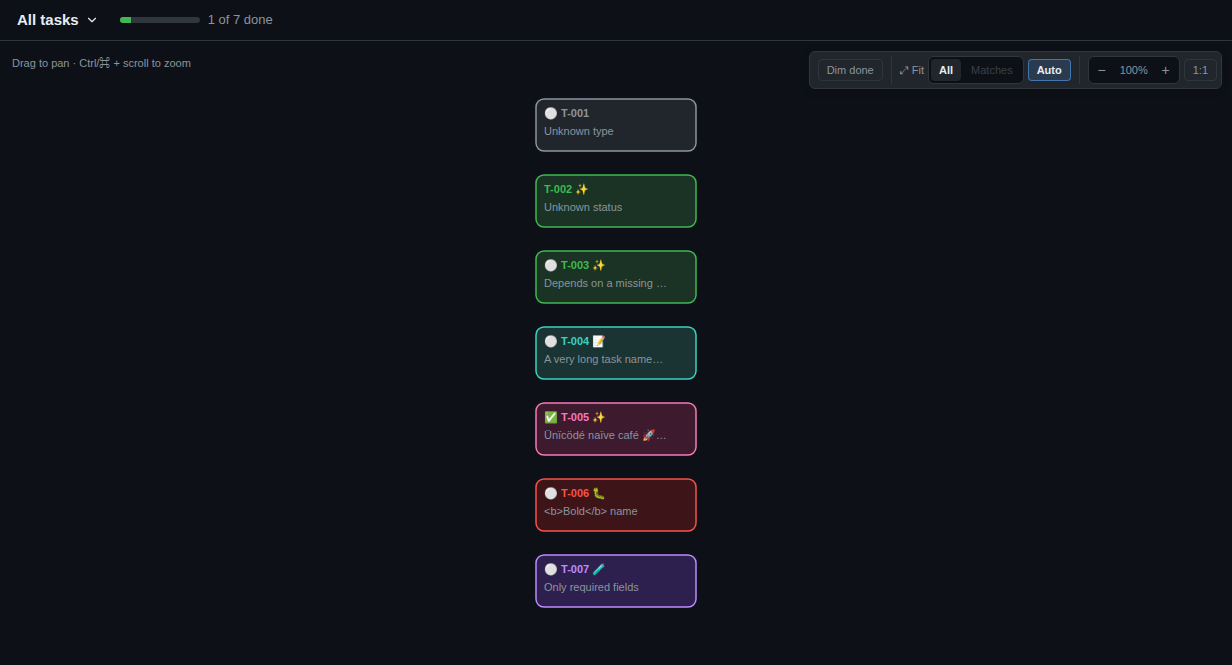 All tasks
1 of 7 done
Drag to pan · Ctrl/⌘ + scroll to zoom
Dim done
⤢ Fit
All
Matches
Auto
− 100% +
1:1
⚪ T-001
Unknown type
T-002 ✨
Unknown status
⚪ T-003 ✨
Depends on a missing …
⚪ T-004 📝
A very long task name…
✅ T-005 ✨
Ünïcödé naïve café 🚀…
⚪ T-006 🐛
<b>Bold</b> name
⚪ T-007 🧪
Only required fields